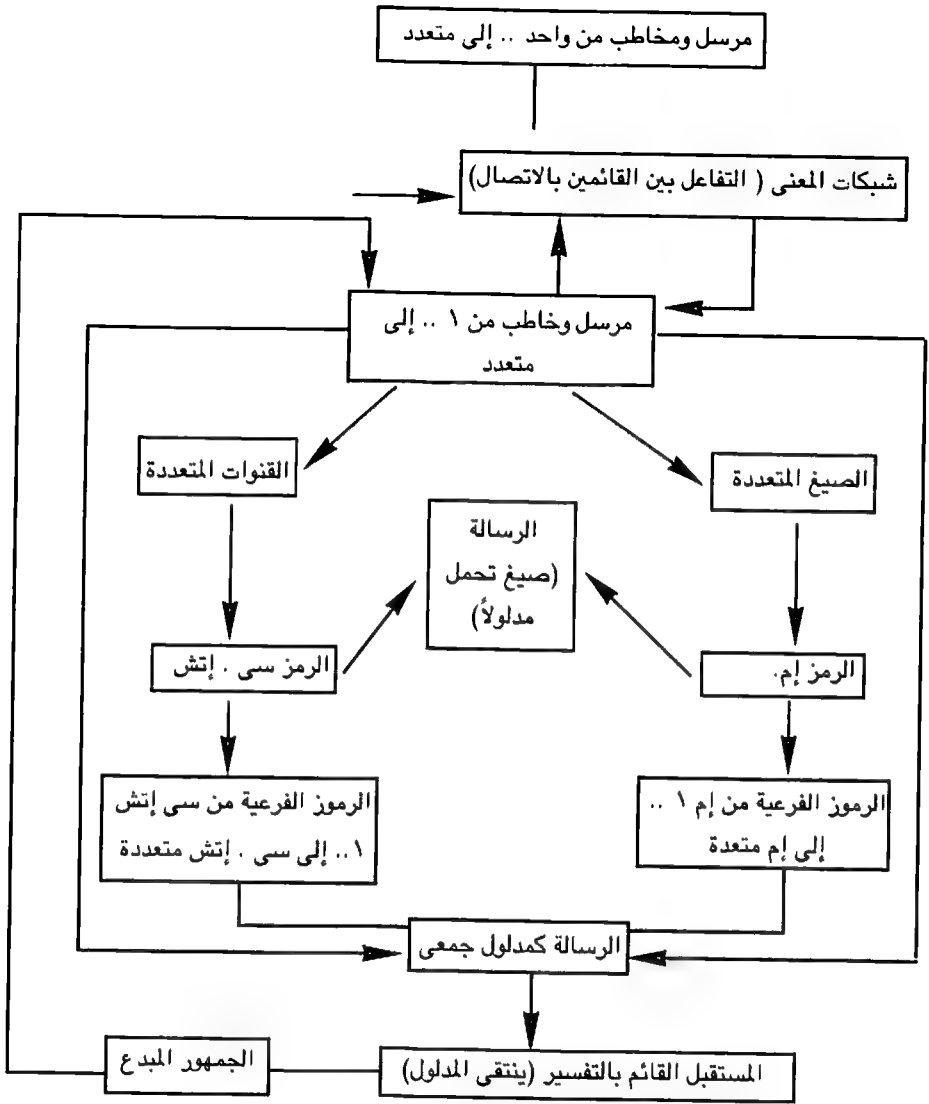 مرسل ومخاطب من واحد .. إلى متعدد
شبكات المعنى ( التفاعل بين القائمين بالاتصال)
مرسل وخاطب من ١ .. إلى
متعدد
الصيغ المتعددة
القنوات المتعددة
الرسالة
(صيغ تحمل
مدلولاً)
الرمز إم.
الرمز سى . إتش
الرموز الفرعية من إم ١ ..
إلى إم متعدة
الرموز الفرعية من سى إتش
١.. إلى سى . إتش متعددة
الرسالة كمدلول جمعى
المستقبل القائم بالتفسير (ينتقى المدلول)
الجمهور المبدع